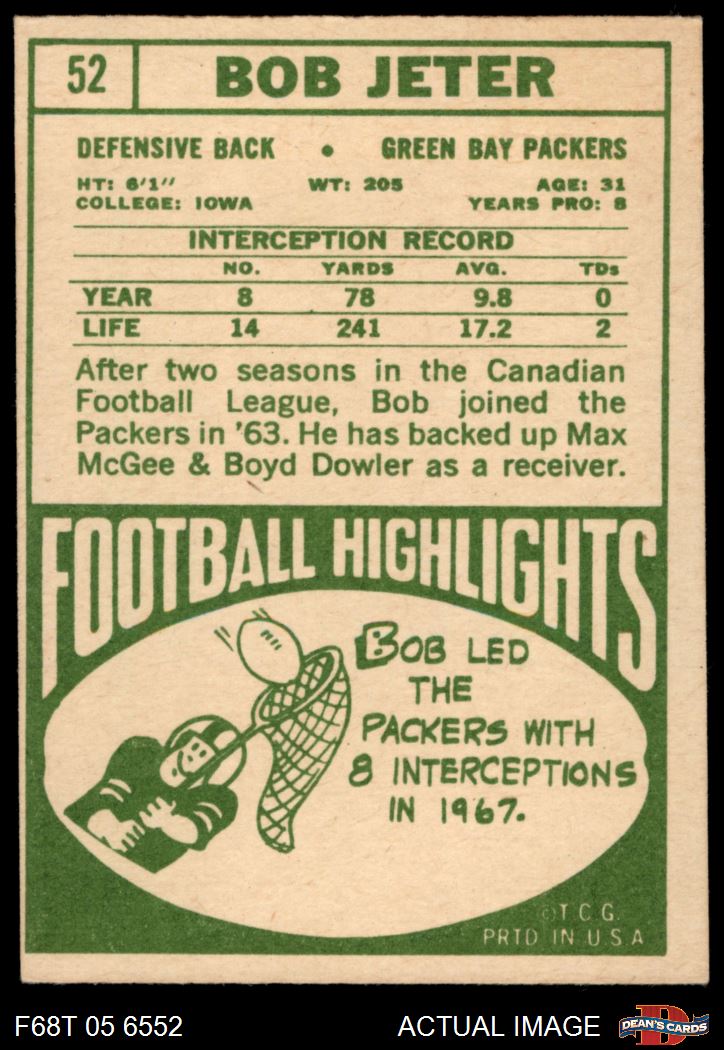 52 BOB JETER
DEFENSIVE BACK • GREEN BAY PACKERS
HT: 6'1" WT: 205 AGE: 31
COLLEGE: IOWA YEARS PRO: 8
INTERCEPTION RECORD
NO. YARDS AVG. TDs
YEAR 8 78 9.8 0
LIFE 14 241 17.2 2
After two seasons in the Canadian
Football League, Bob joined the
Packers in '63. He has backed up Max
McGee & Boyd Dowler as a receiver.
FOOTBALL HIGHLIGHTS
BOB LED
THE
PACKERS WITH
8 INTERCEPTIONS
IN 1967.
©T.C.G.
PRTD IN U.S.A
F68T 05 6552 ACTUAL IMAGE D DEAN'S CARDS